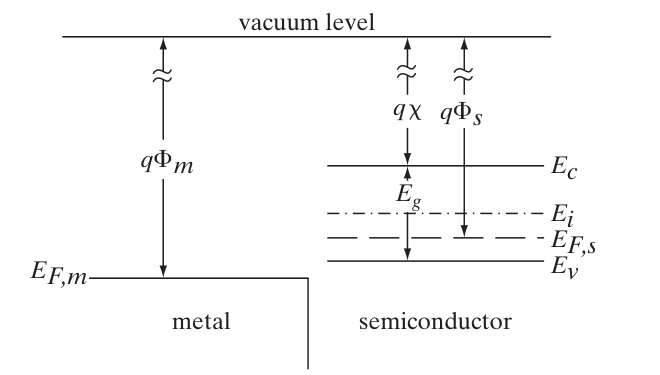 vacuum level
qχ qΦs
qΦm
Ec
Eg
Ei
EF,s
EF,m
Ev
metal semiconductor